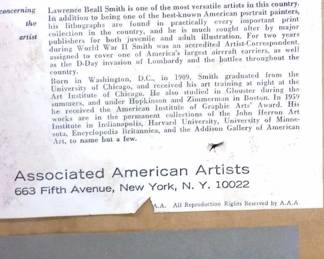 concerning
the
artist
Lawrence Beall Smith is one of the most versatile artists in this country.
In addition to being one of the best-known American portrait painters,
his lithographs are found in practically every important print
collection in the country, and he is much sought after by major
publishers for both juvenile and adult illustration. For two years
during World War II Smith was an accredited Artist-Correspondent,
assigned to cover one of America's largest aircraft carriers, as well
as the D-Day invasion of Lombardy and the battles throughout the
country.
Born in Washington, D.C., in 1909, Smith graduated from the
University of Chicago, and received his art training at night at the
Art Institute of Chicago. He also studied in Glouster during the
summers, and under Hopkinson and Zimmerman in Boston. In 1959
he received the American Institute of Graphic Arts' Award. His
works are in the permanent collections of the John Herron Art
Institute in Indianapolis, Harvard University, University of Minne-
sota, Encyclopedia Britannica, and the Addison Gallery of American
Art, to name but a few.
Associated American Artists
663 Fifth Avenue, New York, N. Y. 10022
A.A. All Reproduction Rights Reserved by A.A.A